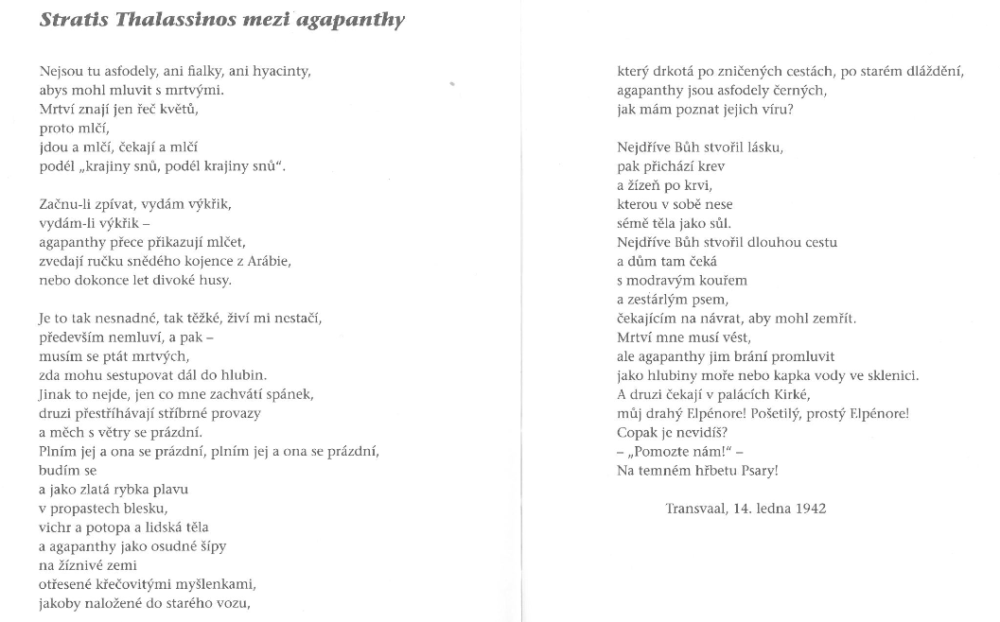 Stratis Thalassinos mezi agapanthy
Nejsou tu asfodely, ani fialky, ani hyacinty,
abys mohl mluvit s mrtvými.
Mrtví znají jen řeč květů,
proto mlčí,
jdou a mlčí, čekají a mlčí
podél „krajiny snů, podél krajiny snů".
Začnu-li zpívat, vydám výkřik,
vydám-li výkřik –
agapanthy přece přikazují mlčet,
zvedají ručku snědého kojence z Arábie,
nebo dokonce let divoké husy.
Je to tak nesnadné, tak těžké, živí mi nestačí,
především nemluví, a pak –
musím se ptát mrtvých,
zda mohu sestupovat dál do hlubin.
Jinak to nejde, jen co mne zachvátí spánek,
druzi přestříhávají stříbrné provazy
a měch s větry se prázdní.
Plním jej a ona se prázdní, plním jej a ona se prázdní,
budím se
a jako zlatá rybka plavu
v propastech blesku,
vichr a potopa a lidská těla
a agapanthy jako osudné šípy
na žíznivé zemi
otřesené křečovitými myšlenkami,
jakoby naložené do starého vozu,
který drkotá po zničených cestách, po starém dláždění,
agapanthy jsou asfodely černých,
jak mám poznat jejich víru?
Nejdříve Bůh stvořil lásku,
pak přichází krev
a žízeň po krvi,
kterou v sobě nese
sémě těla jako sůl.
Nejdříve Bůh stvořil dlouhou cestu
a dům tam čeká
s modravým kouřem
a zestárlým psem,
čekajícím na návrat, aby mohl zemřít.
Mrtví mne musí vést,
ale agapanthy jim brání promluvit
jako hlubiny moře nebo kapka vody ve sklenici.
A druzi čekají v palácích Kirké,
můj drahý Elpénore! Pošetilý, prostý Elpénore!
Copak je nevidíš?
– „Pomozte nám!" –
Na temném hřbetu Psary!
Transvaal, 14. ledna 1942